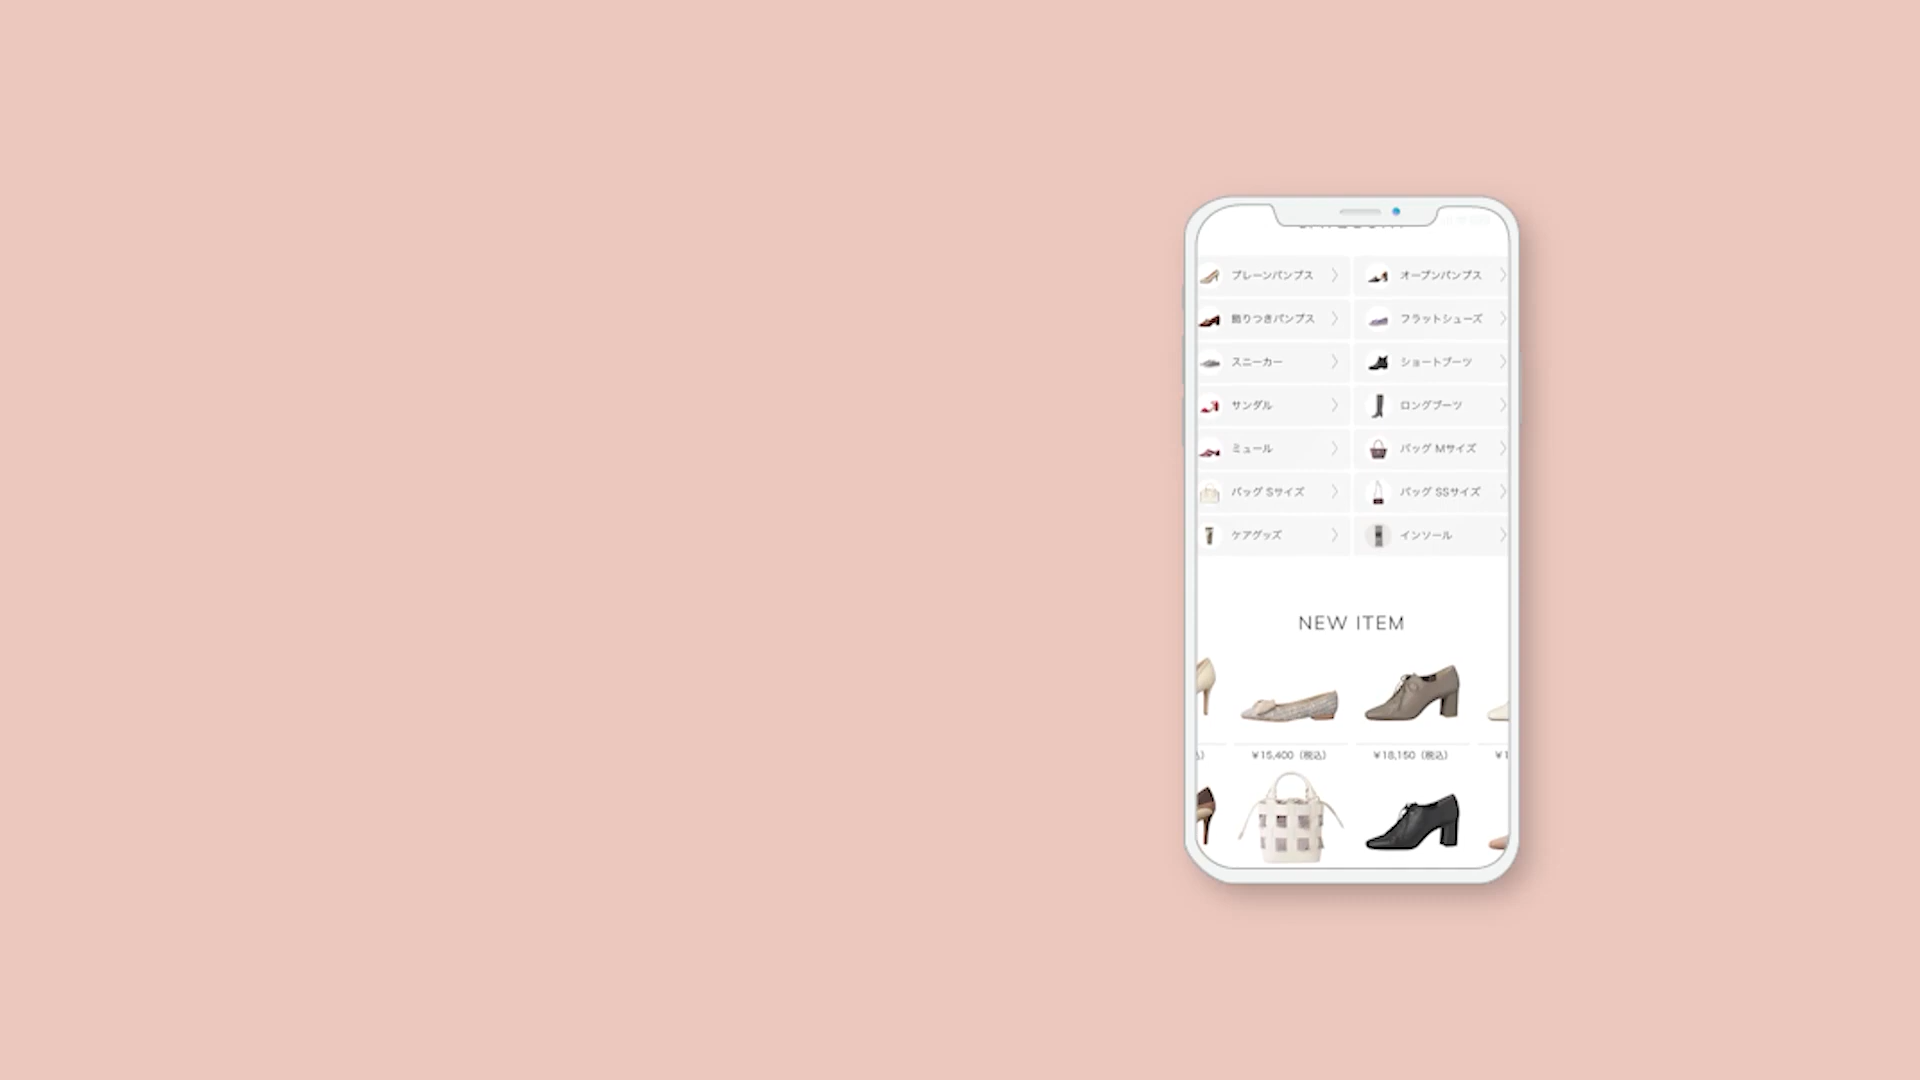 プレーンパンプス
オープンパンプス
飾りつきパンプス
フラットシューズ
スニーカー
ショートブーツ
サンダル
ロングブーツ
ミュール
バッグ Mサイズ
バッグ Sサイズ
バッグ SSサイズ
ケアグッズ
インソール
NEW ITEM
¥15,400（税込）
¥18,150（税込）